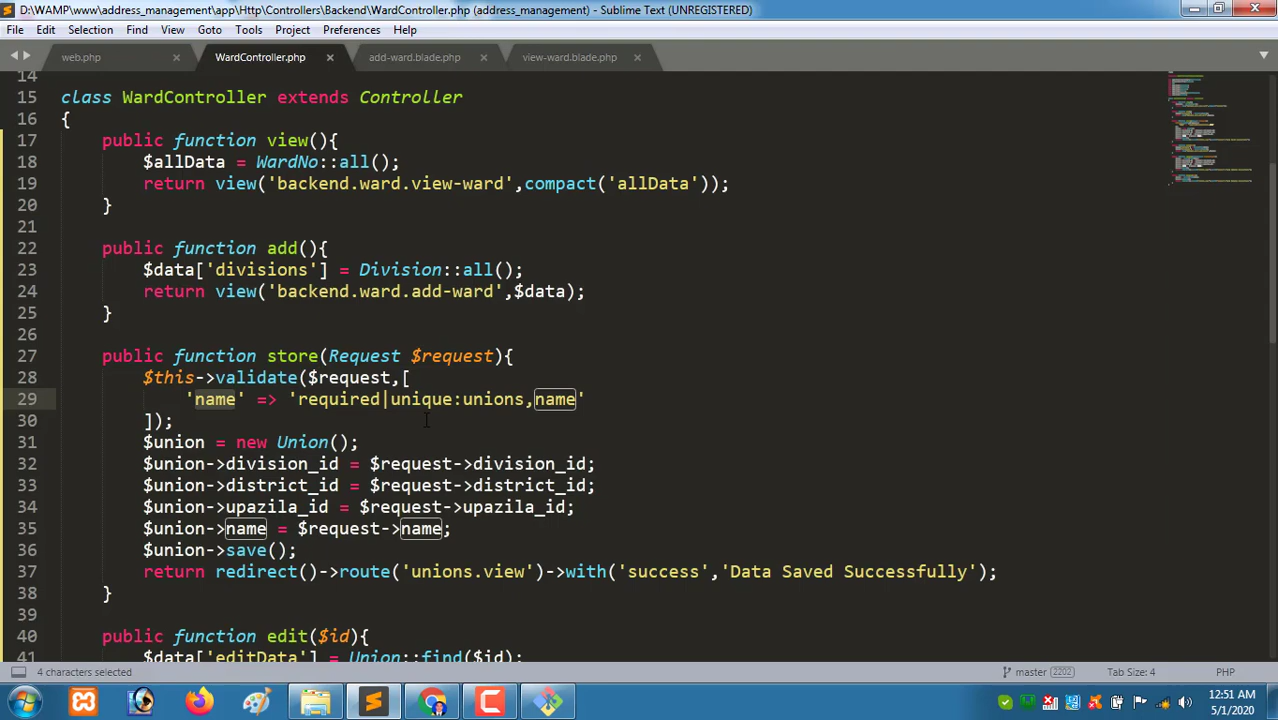 D:\WAMP\www\address_management\app\Http\Controllers\Backend\WardController.php (address_management) - Sublime Text (UNREGISTERED)
File Edit Selection Find View Goto Tools Project Preferences Help
web.php WardController.php add-ward.blade.php view-ward.blade.php
14
15 class WardController extends Controller
16 {
17 public function view(){
18 $allData = WardNo::all();
19 return view('backend.ward.view-ward',compact('allData'));
20 }
21
22 public function add(){
23 $data['divisions'] = Division::all();
24 return view('backend.ward.add-ward',$data);
25 }
26
27 public function store(Request $request){
28 $this->validate($request,[
29 'name' => 'required|unique:unions,name'
30 ]);
31 $union = new Union();
32 $union->division_id = $request->division_id;
33 $union->district_id = $request->district_id;
34 $union->upazila_id = $request->upazila_id;
35 $union->name = $request->name;
36 $union->save();
37 return redirect()->route('unions.view')->with('success','Data Saved Successfully');
38 }
39
40 public function edit($id){
41 $data['editData'] = Union::find($id);
4 characters selected master 2202 Tab Size: 4 PHP
12:51 AM
5/1/2020